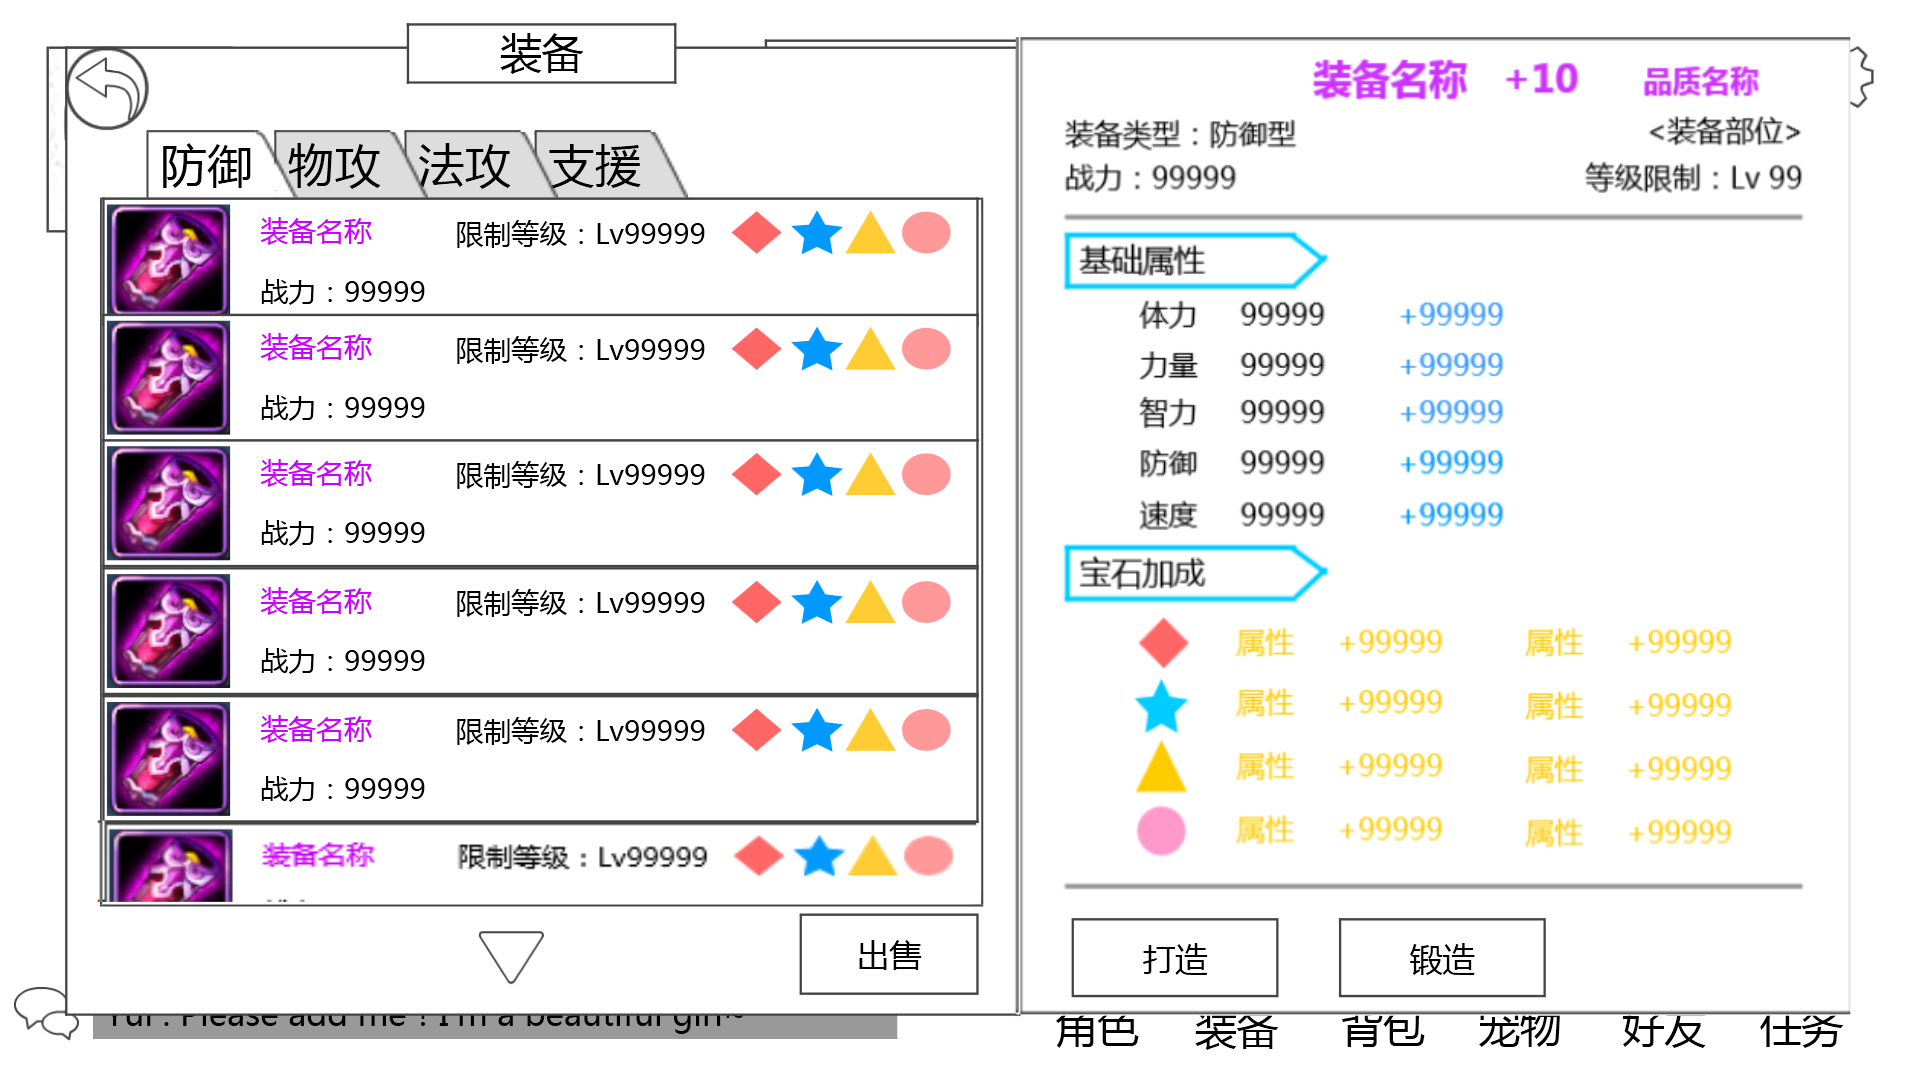 装备
防御 物攻 法攻 支援
装备名称 限制等级：Lv99999
战力：99999
装备名称 限制等级：Lv99999
战力：99999
装备名称 限制等级：Lv99999
战力：99999
装备名称 限制等级：Lv99999
战力：99999
装备名称 限制等级：Lv99999
战力：99999
装备名称 限制等级：Lv99999
出售
装备名称 +10 品质名称
装备类型：防御型 <装备部位>
战力：99999 等级限制：Lv 99
基础属性
体力 99999 +99999
力量 99999 +99999
智力 99999 +99999
防御 99999 +99999
速度 99999 +99999
宝石加成
属性 +99999 属性 +99999
属性 +99999 属性 +99999
属性 +99999 属性 +99999
属性 +99999 属性 +99999
打造 锻造
Yui : Please add me ! I'm a beautiful girl~
角色 装备 背包 宠物 好友 任务